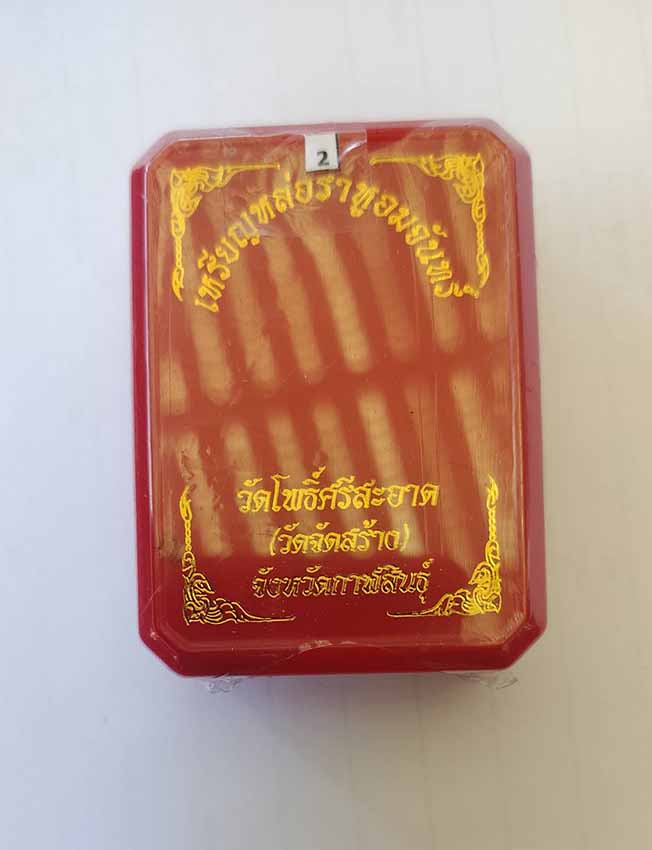 2
เหรียญหล่อราหูอมจันทร์
วัดโพธิ์ศรีสะอาด
(วัดจัดสร้าง)
จังหวัดกาฬสินธุ์